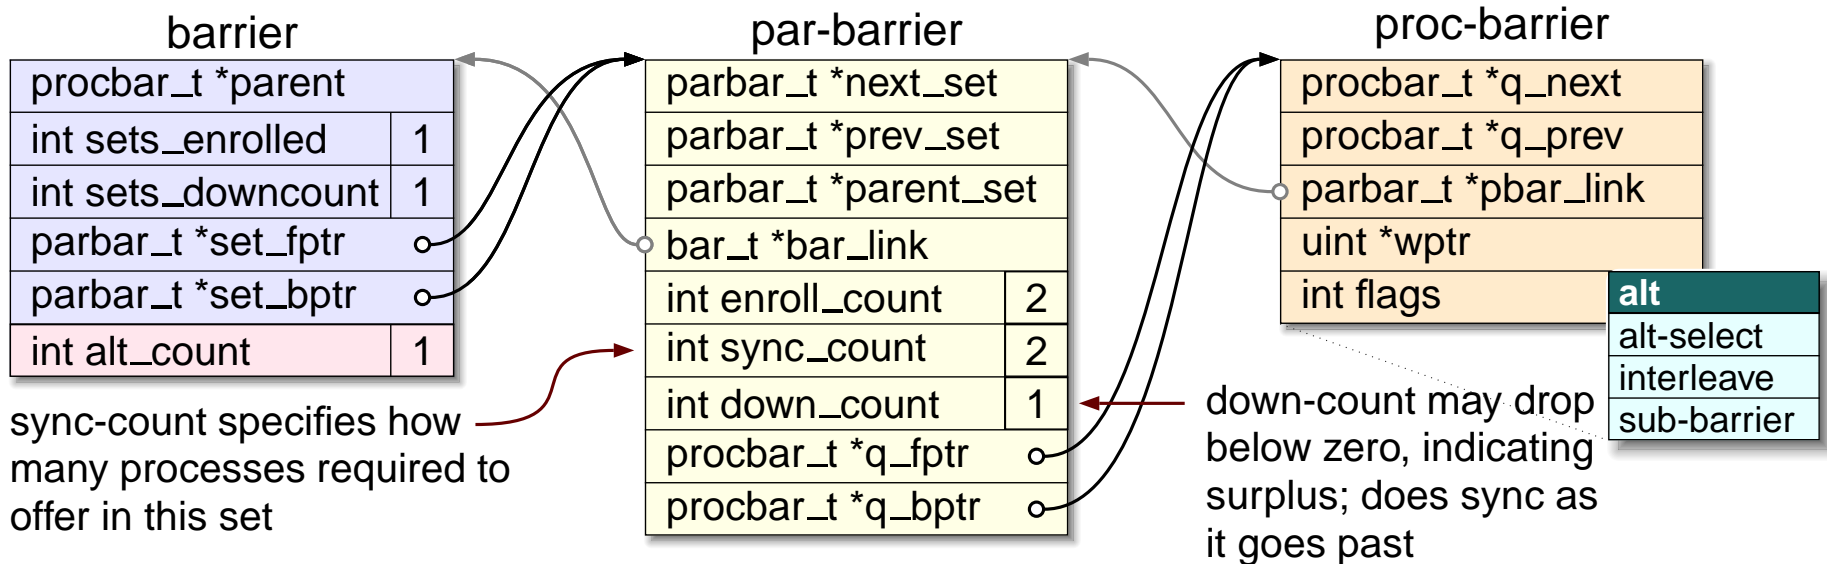 barrier
procbar_t *parent
int sets_enrolled 1
int sets_downcount 1
parbar_t *set_fptr
parbar_t *set_bptr
int alt_count 1
sync-count specifies how
many processes required to
offer in this set
par-barrier
parbar_t *next_set
parbar_t *prev_set
parbar_t *parent_set
bar_t *bar_link
int enroll_count 2
int sync_count 2
int down_count 1
procbar_t *q_fptr
procbar_t *q_bptr
proc-barrier
procbar_t *q_next
procbar_t *q_prev
parbar_t *pbar_link
uint *wptr
int flags
alt
alt-select
interleave
sub-barrier
down-count may drop
below zero, indicating
surplus; does sync as
it goes past